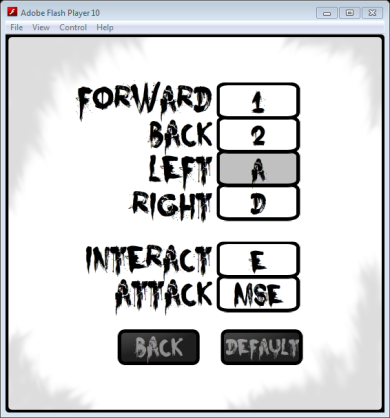 Adobe Flash Player 10
File View Control Help
FORWARD 1
BACK 2
LEFT A
RIGHT D
INTERACT E
ATTACK MSE
BACK DEFAULT